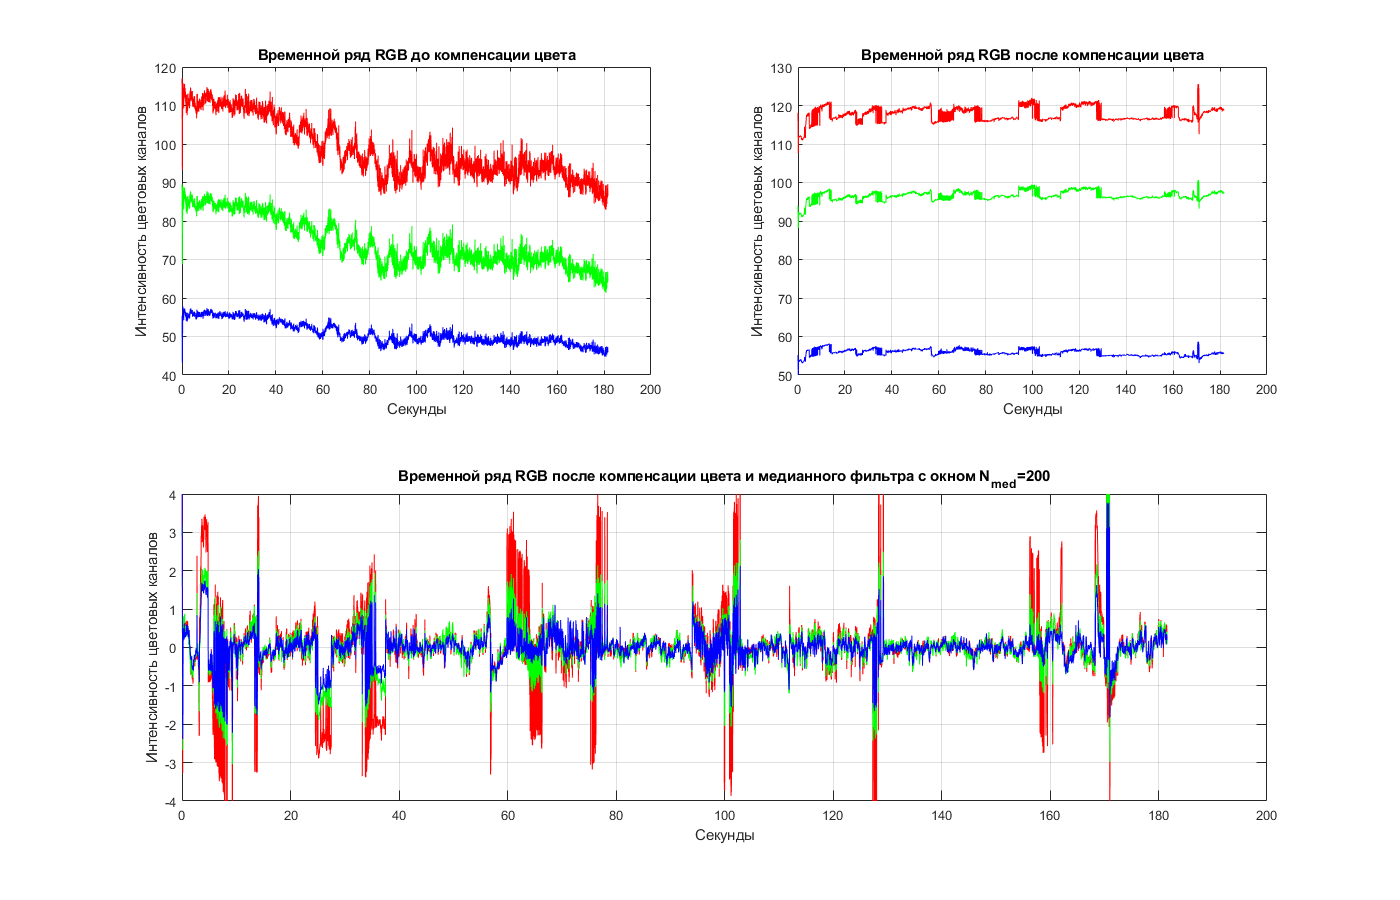 Временной ряд RGB до компенсации цвета
Интенсивность цветовых каналов
120
110
100
90
80
70
60
50
40
0 20 40 60 80 100 120 140 160 180 200
Секунды
Временной ряд RGB после компенсации цвета
Интенсивность цветовых каналов
130
120
110
100
90
80
70
60
50
0 20 40 60 80 100 120 140 160 180 200
Секунды
Временной ряд RGB после компенсации цвета и медианного фильтра с окном N_med=200
Интенсивность цветовых каналов
4
3
2
1
0
-1
-2
-3
-4
0 20 40 60 80 100 120 140 160 180 200
Секунды